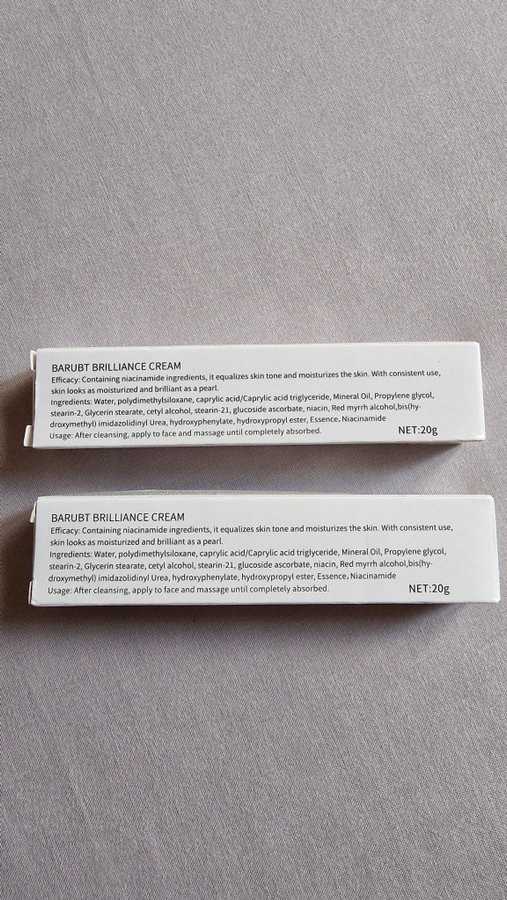 BARUBT BRILLIANCE CREAM
Efficacy: Containing niacinamide ingredients, it equalizes skin tone and moisturizes the skin. With consistent use,
skin looks as moisturized and brilliant as a pearl.
Ingredients: Water, polydimethylsiloxane, caprylic acid/Caprylic acid triglyceride, Mineral Oil, Propylene glycol,
stearin-2, Glycerin stearate, cetyl alcohol, stearin-21, glucoside ascorbate, niacin, Red myrrh alcohol,bis(hy-
droxymethyl) imidazolidinyl Urea, hydroxyphenylate, hydroxypropyl ester, Essence, Niacinamide
Usage: After cleansing, apply to face and massage until completely absorbed.
NET:20g
BARUBT BRILLIANCE CREAM
Efficacy: Containing niacinamide ingredients, it equalizes skin tone and moisturizes the skin. With consistent use,
skin looks as moisturized and brilliant as a pearl.
Ingredients: Water, polydimethylsiloxane, caprylic acid/Caprylic acid triglyceride, Mineral Oil, Propylene glycol,
stearin-2, Glycerin stearate, cetyl alcohol, stearin-21, glucoside ascorbate, niacin, Red myrrh alcohol,bis(hy-
droxymethyl) imidazolidinyl Urea, hydroxyphenylate, hydroxypropyl ester, Essence, Niacinamide
Usage: After cleansing, apply to face and massage until completely absorbed.
NET:20g